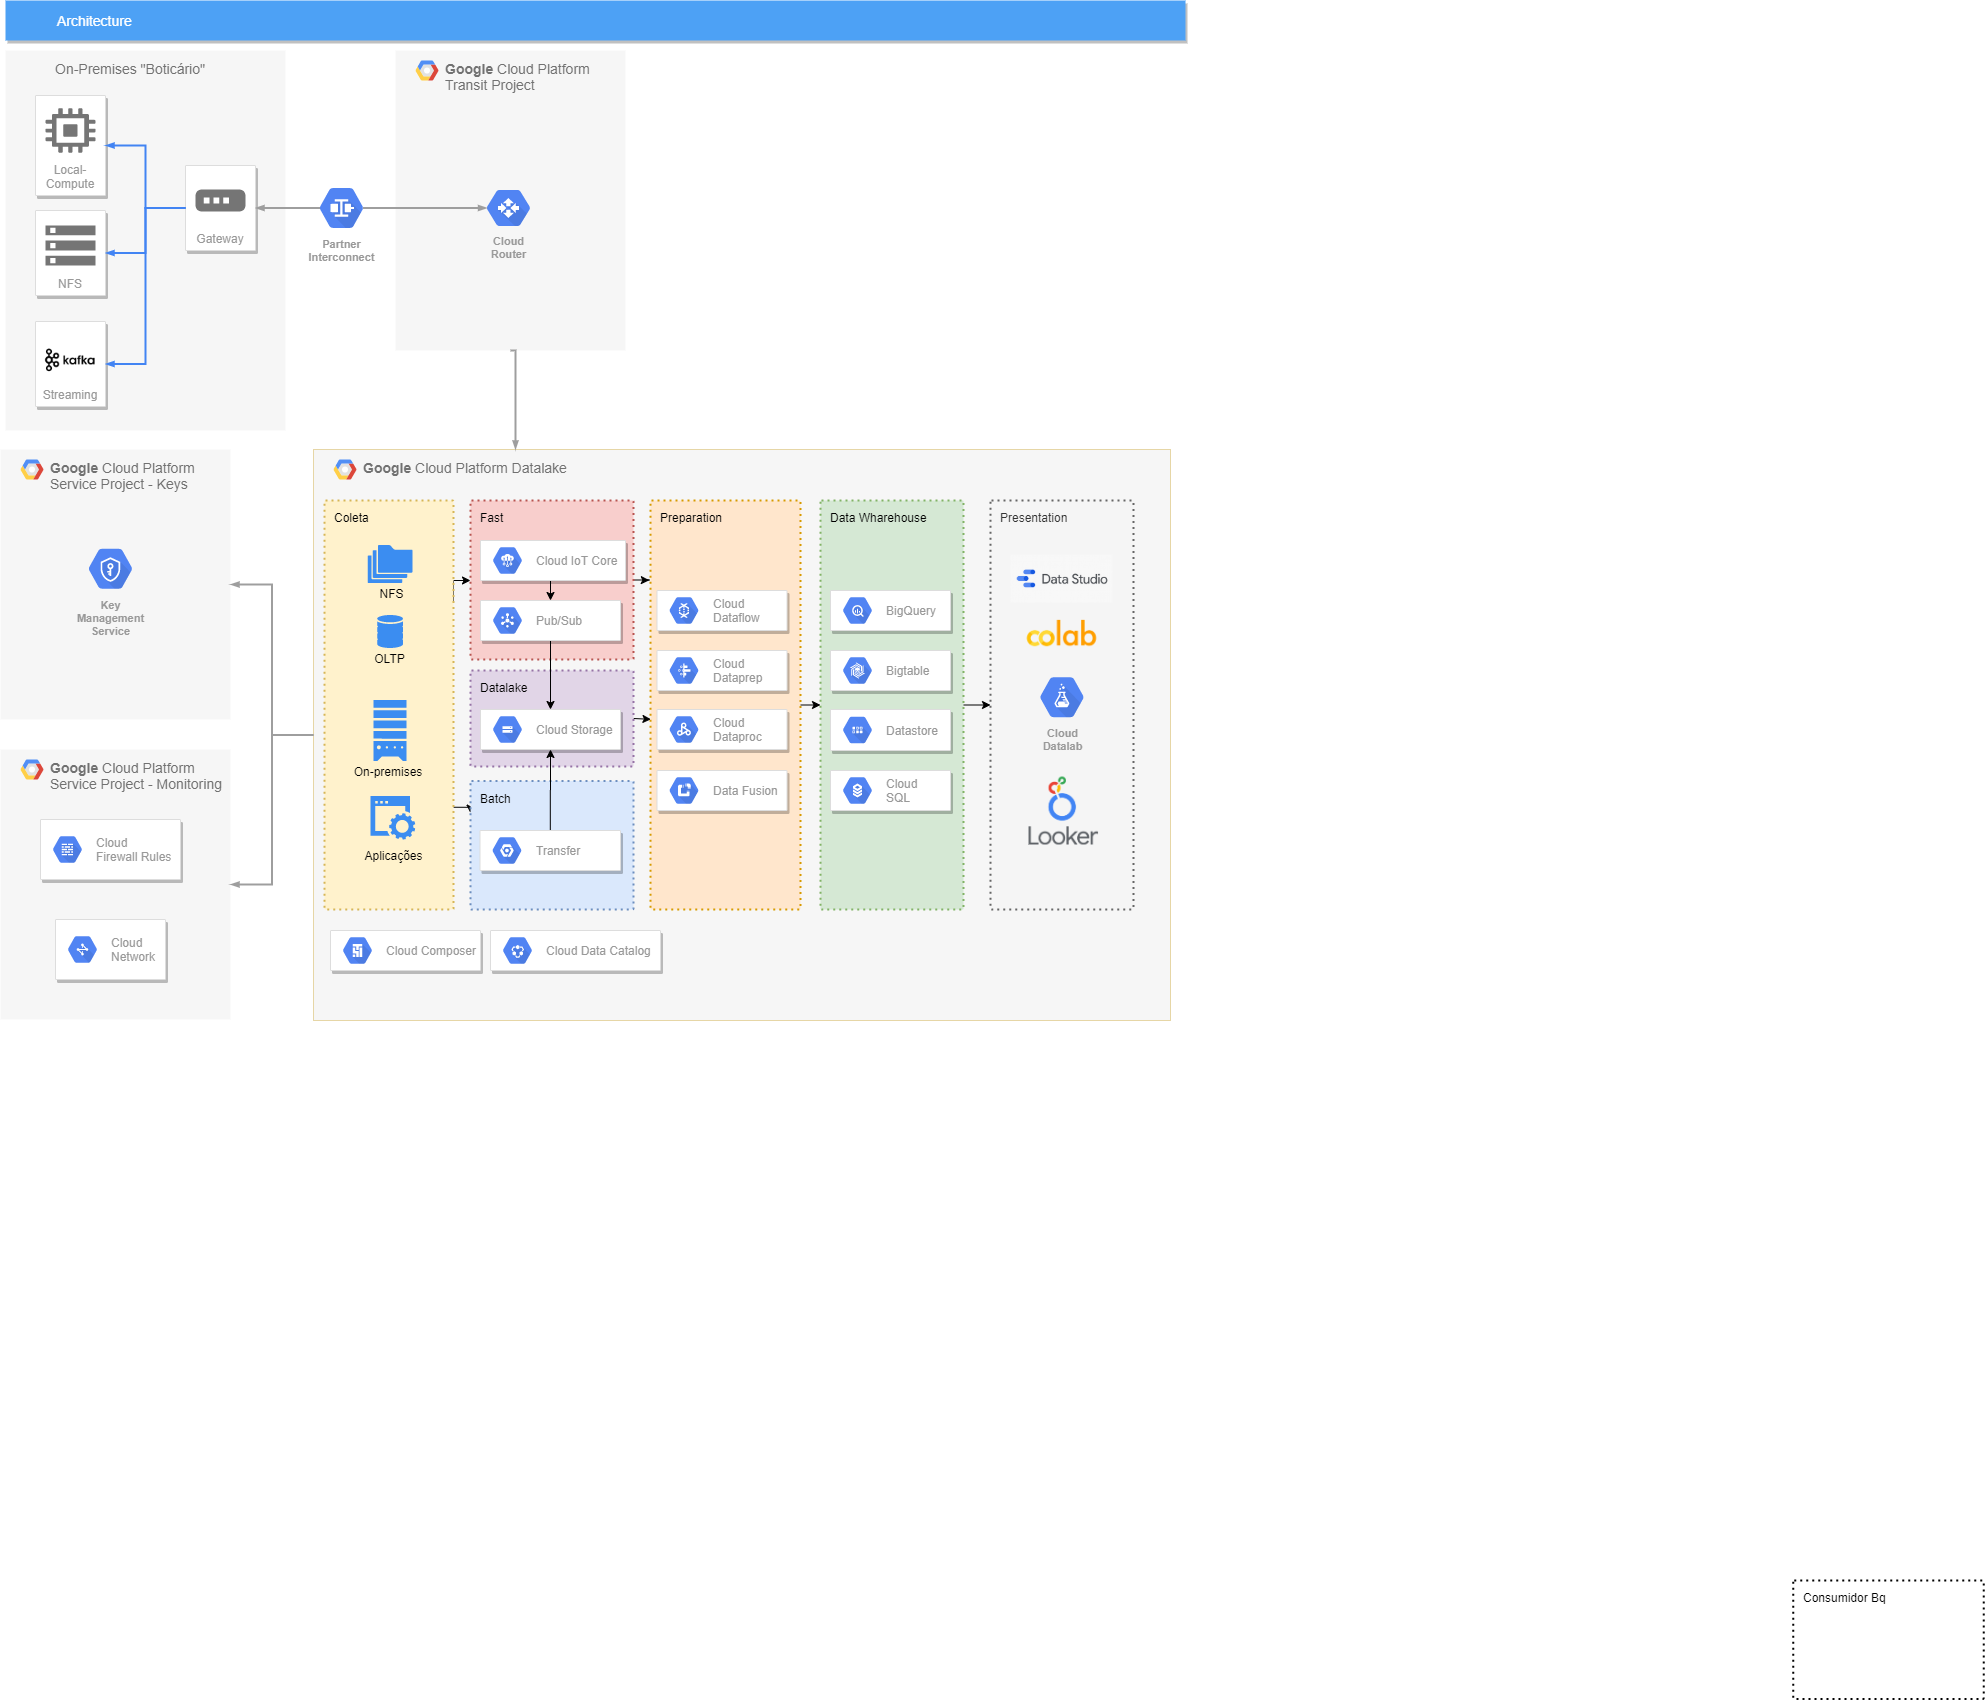 Architecture
On-Premises "Boticário"
Local-
Compute
NFS
kafka
Streaming
Gateway
Partner
Interconnect
Google Cloud Platform
Transit Project
Cloud
Router
Google Cloud Platform
Service Project - Keys
Key
Management
Service
Google Cloud Platform
Service Project - Monitoring
Cloud
Firewall Rules
Cloud
Network
Google Cloud Platform Datalake
Coleta
NFS
OLTP
On-premises
Aplicações
Fast
Cloud IoT Core
Pub/Sub
Datalake
Cloud Storage
Batch
Transfer
Preparation
Cloud
Dataflow
Cloud
Dataprep
Cloud
Dataproc
Data Fusion
Data Wharehouse
BigQuery
Bigtable
Datastore
Cloud
SQL
Presentation
Data Studio
colab
Cloud
Datalab
Looker
Cloud Composer
Cloud Data Catalog
Consumidor Bq